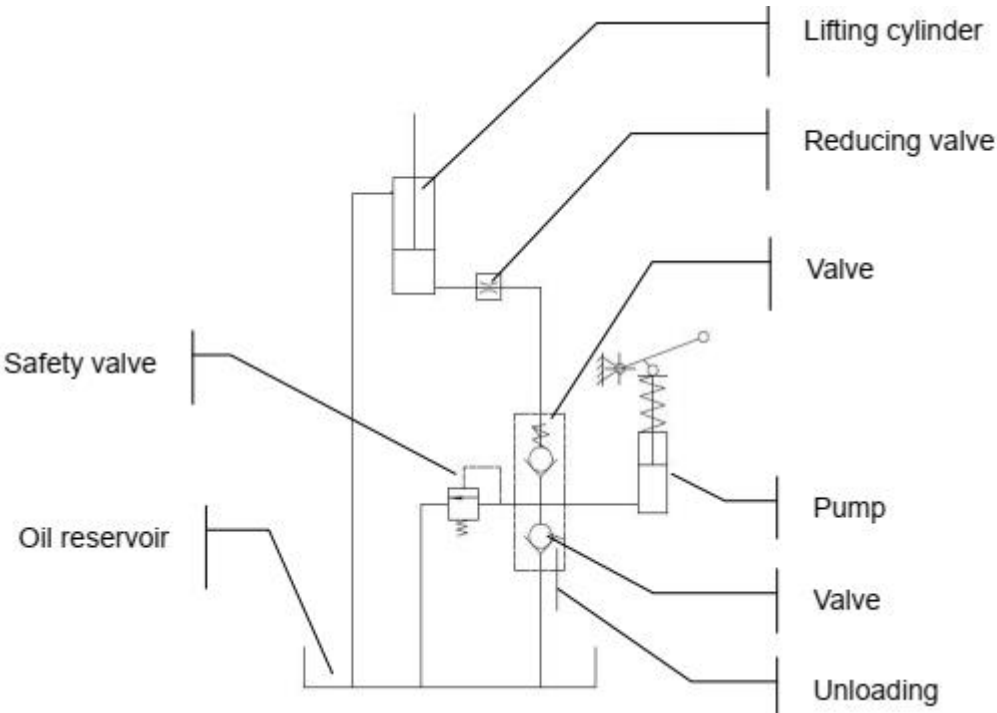 Lifting cylinder
Reducing valve
Valve
Safety valve
Pump
Oil reservoir
Valve
Unloading